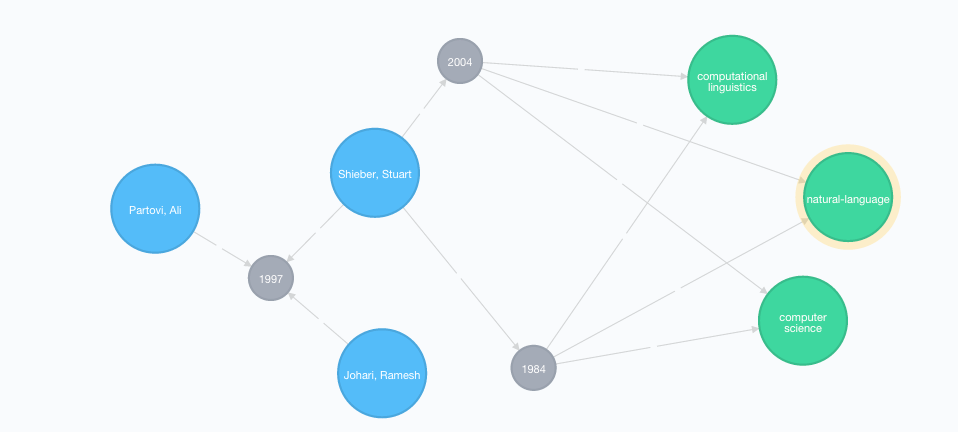 2004
computational
linguistics
Shieber, Stuart
natural-language
Partovi, Ali
1997
computer
science
1984
Johari, Ramesh